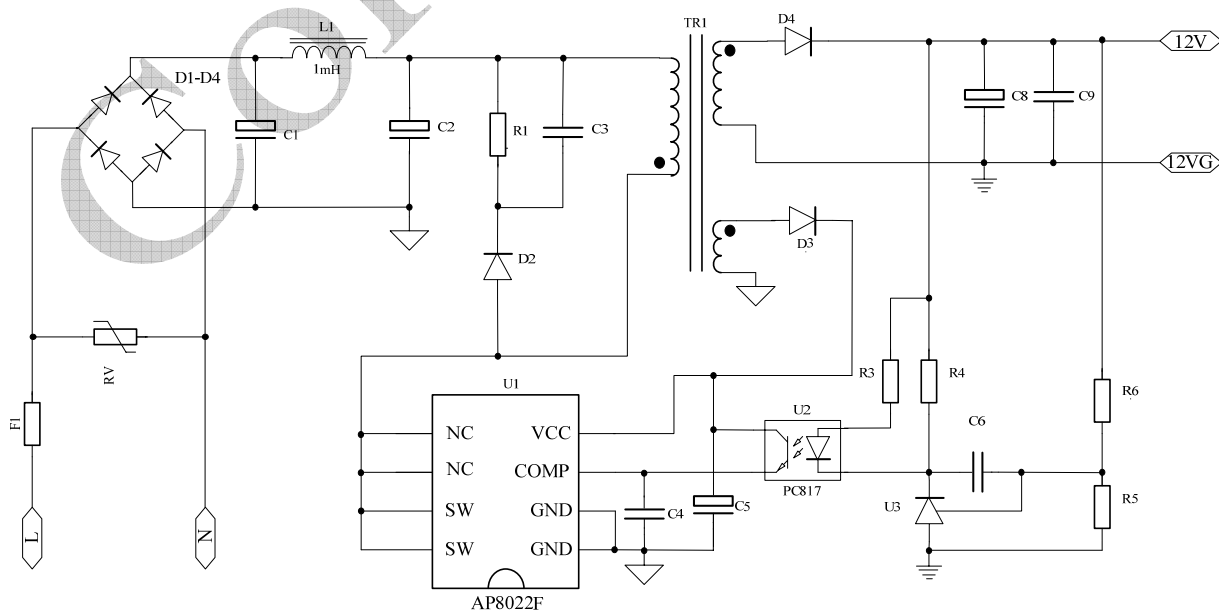 TR1
D4
L1
12V
1mH
D1-D4
C8
C9
C1
C2
R1
C3
12VG
D2
D3
RV
R3
R4
U1
R6
U2
F1
NC
VCC
C6
NC
COMP
PC817
SW
GND
C4
C5
U3
R5
L
N
SW
GND
AP8022F